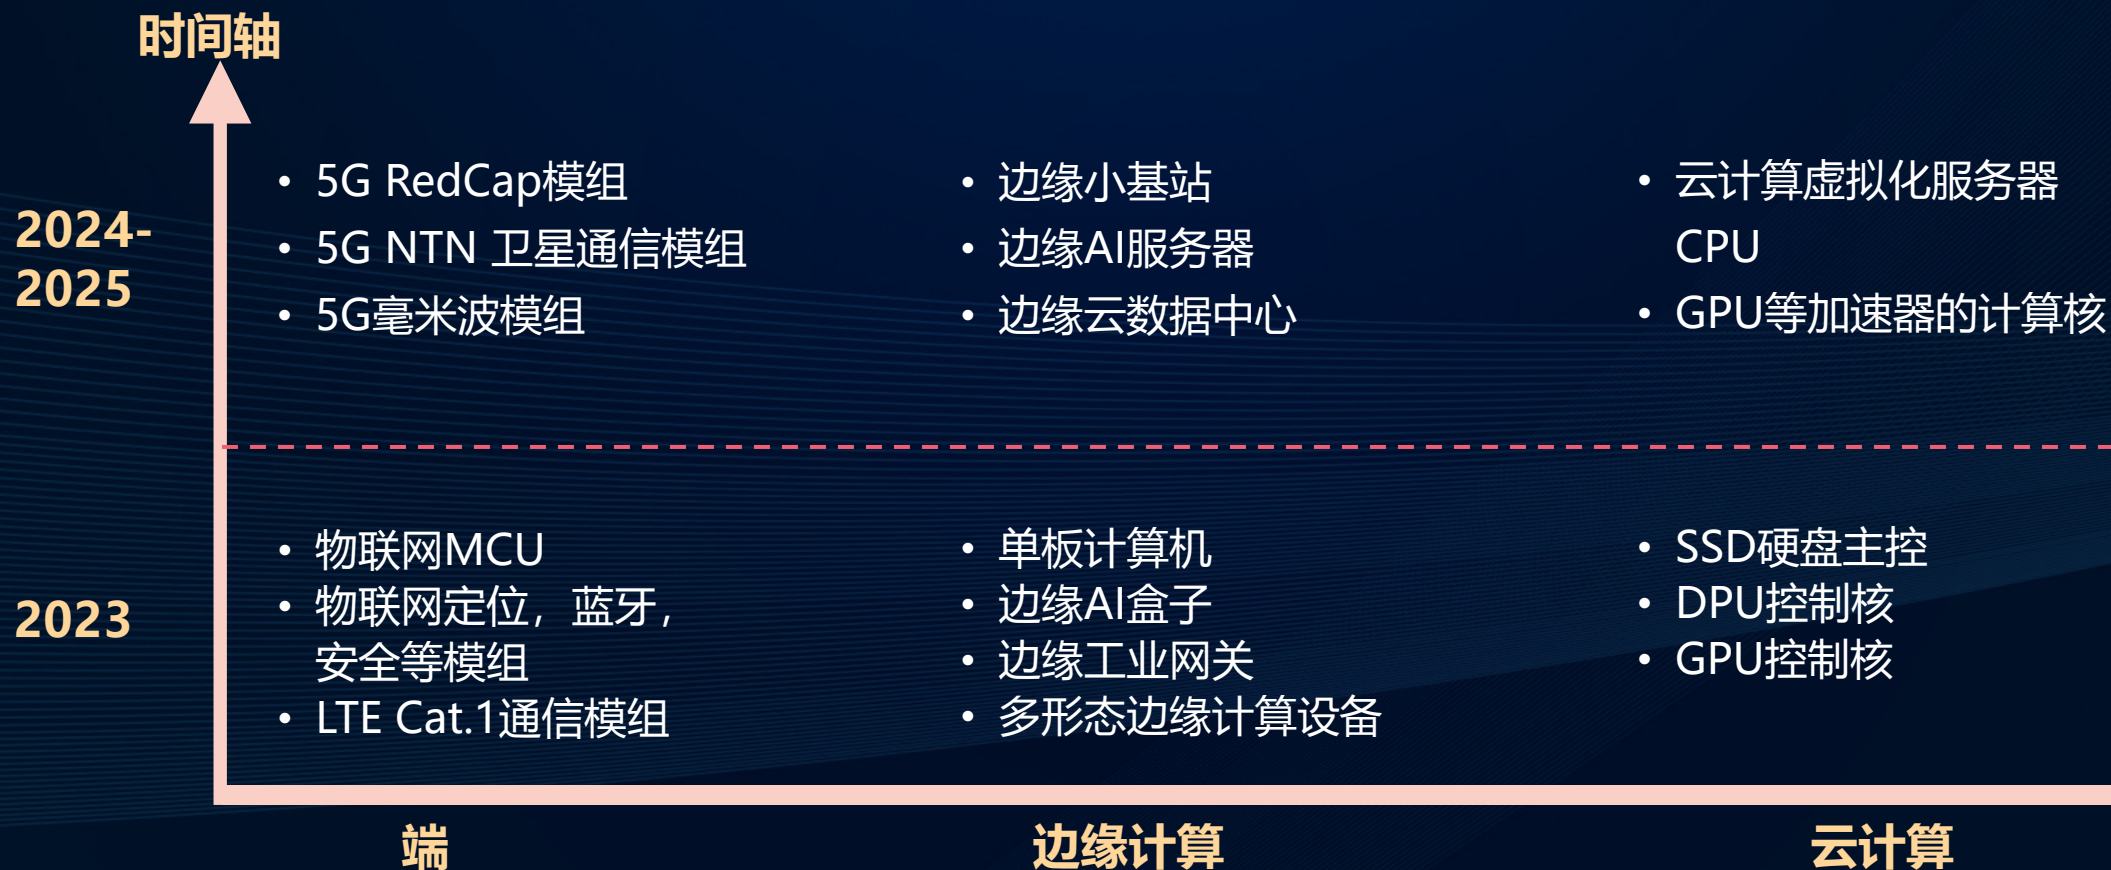 时间轴
2024-
2025
• 5G RedCap模组
• 5G NTN 卫星通信模组
• 5G毫米波模组
• 边缘小基站
• 边缘AI服务器
• 边缘云数据中心
• 云计算虚拟化服务器
CPU
• GPU等加速器的计算核
2023
• 物联网MCU
• 物联网定位，蓝牙，
安全等模组
• LTE Cat.1通信模组
• 单板计算机
• 边缘AI盒子
• 边缘工业网关
• 多形态边缘计算设备
• SSD硬盘主控
• DPU控制核
• GPU控制核
端
边缘计算
云计算